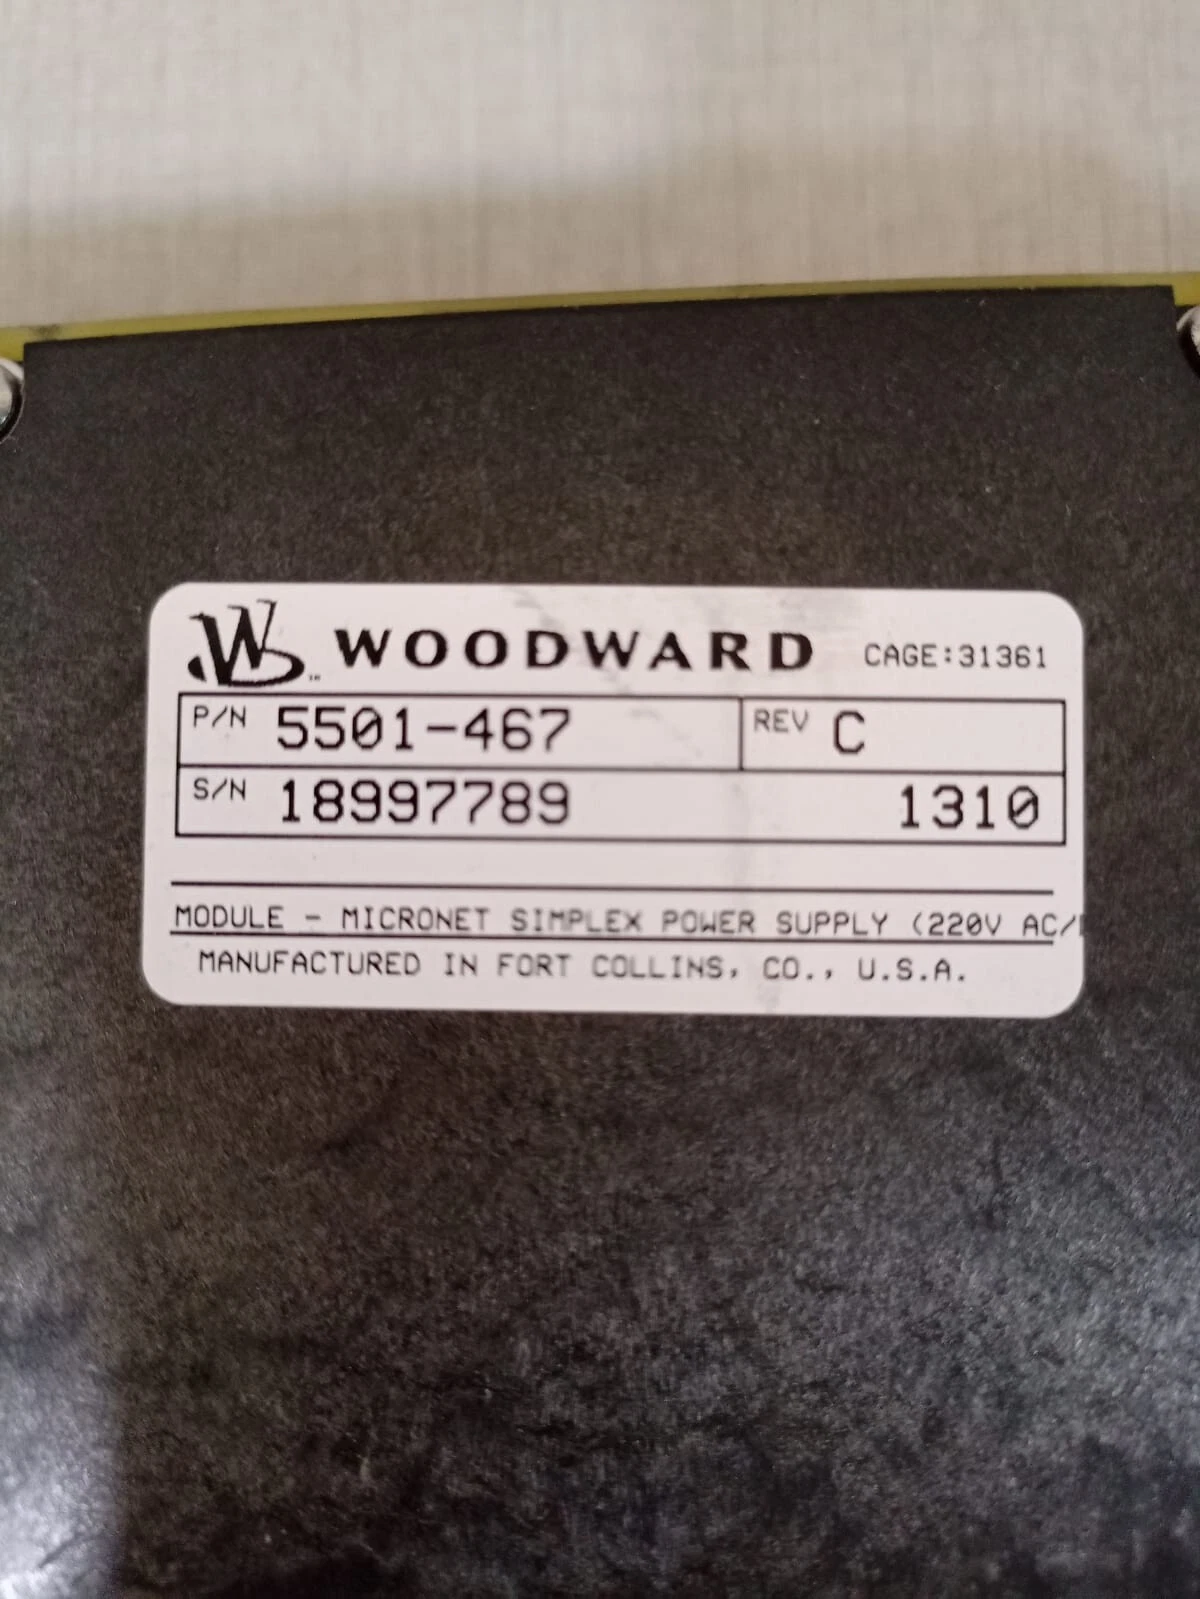 WOODWARD CAGE:31361
P/N 5501-467 REV C
S/N 18997789 1310
MODULE - MICRONET SIMPLEX POWER SUPPLY (220V AC/
MANUFACTURED IN FORT COLLINS, CO., U.S.A.